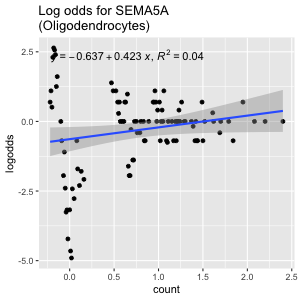 Log odds for SEMA5A
(Oligodendrocytes)
y = −0.637 + 0.423 x, R² = 0.04
2.5
0.0
-2.5
-5.0
logodds
0.0 0.5 1.0 1.5 2.0 2.5
count